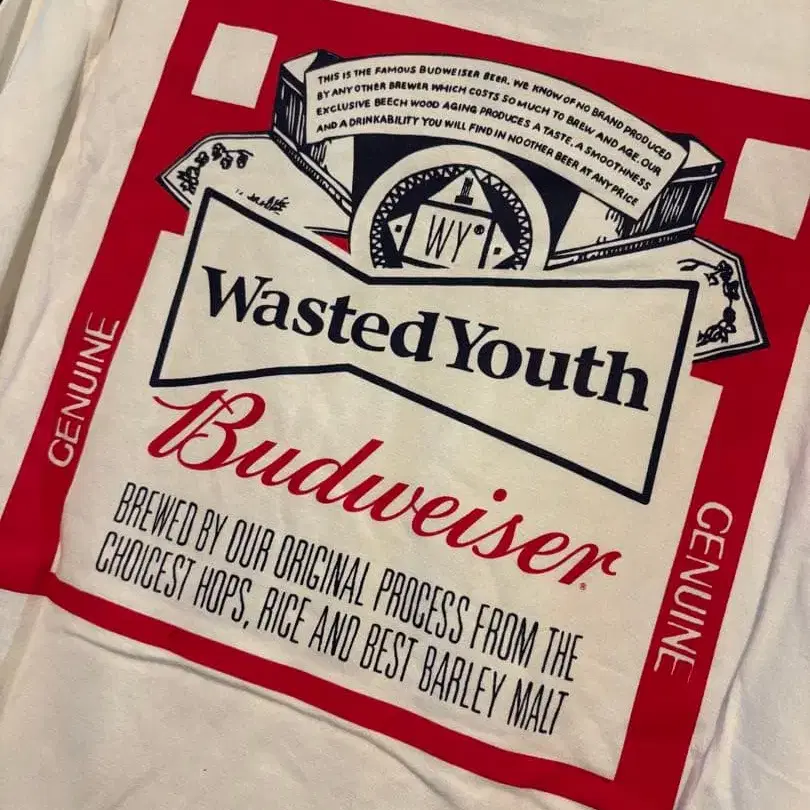 THIS IS THE FAMOUS BUDWEISER BEER. WE KNOW OF NO BRAND PRODUCED
BY ANY OTHER BREWER WHICH COSTS SO MUCH TO BREW AND AGE. OUR
EXCLUSIVE BEECH WOOD AGING PRODUCES A TASTE, A SMOOTHNESS
AND A DRINKABILITY YOU WILL FIND IN NO OTHER BEER AT ANY PRICE
WY®
Wasted Youth
Budweiser®
BREWED BY OUR ORIGINAL PROCESS FROM THE
CHOICEST HOPS, RICE AND BEST BARLEY MALT
GENUINE
GENUINE